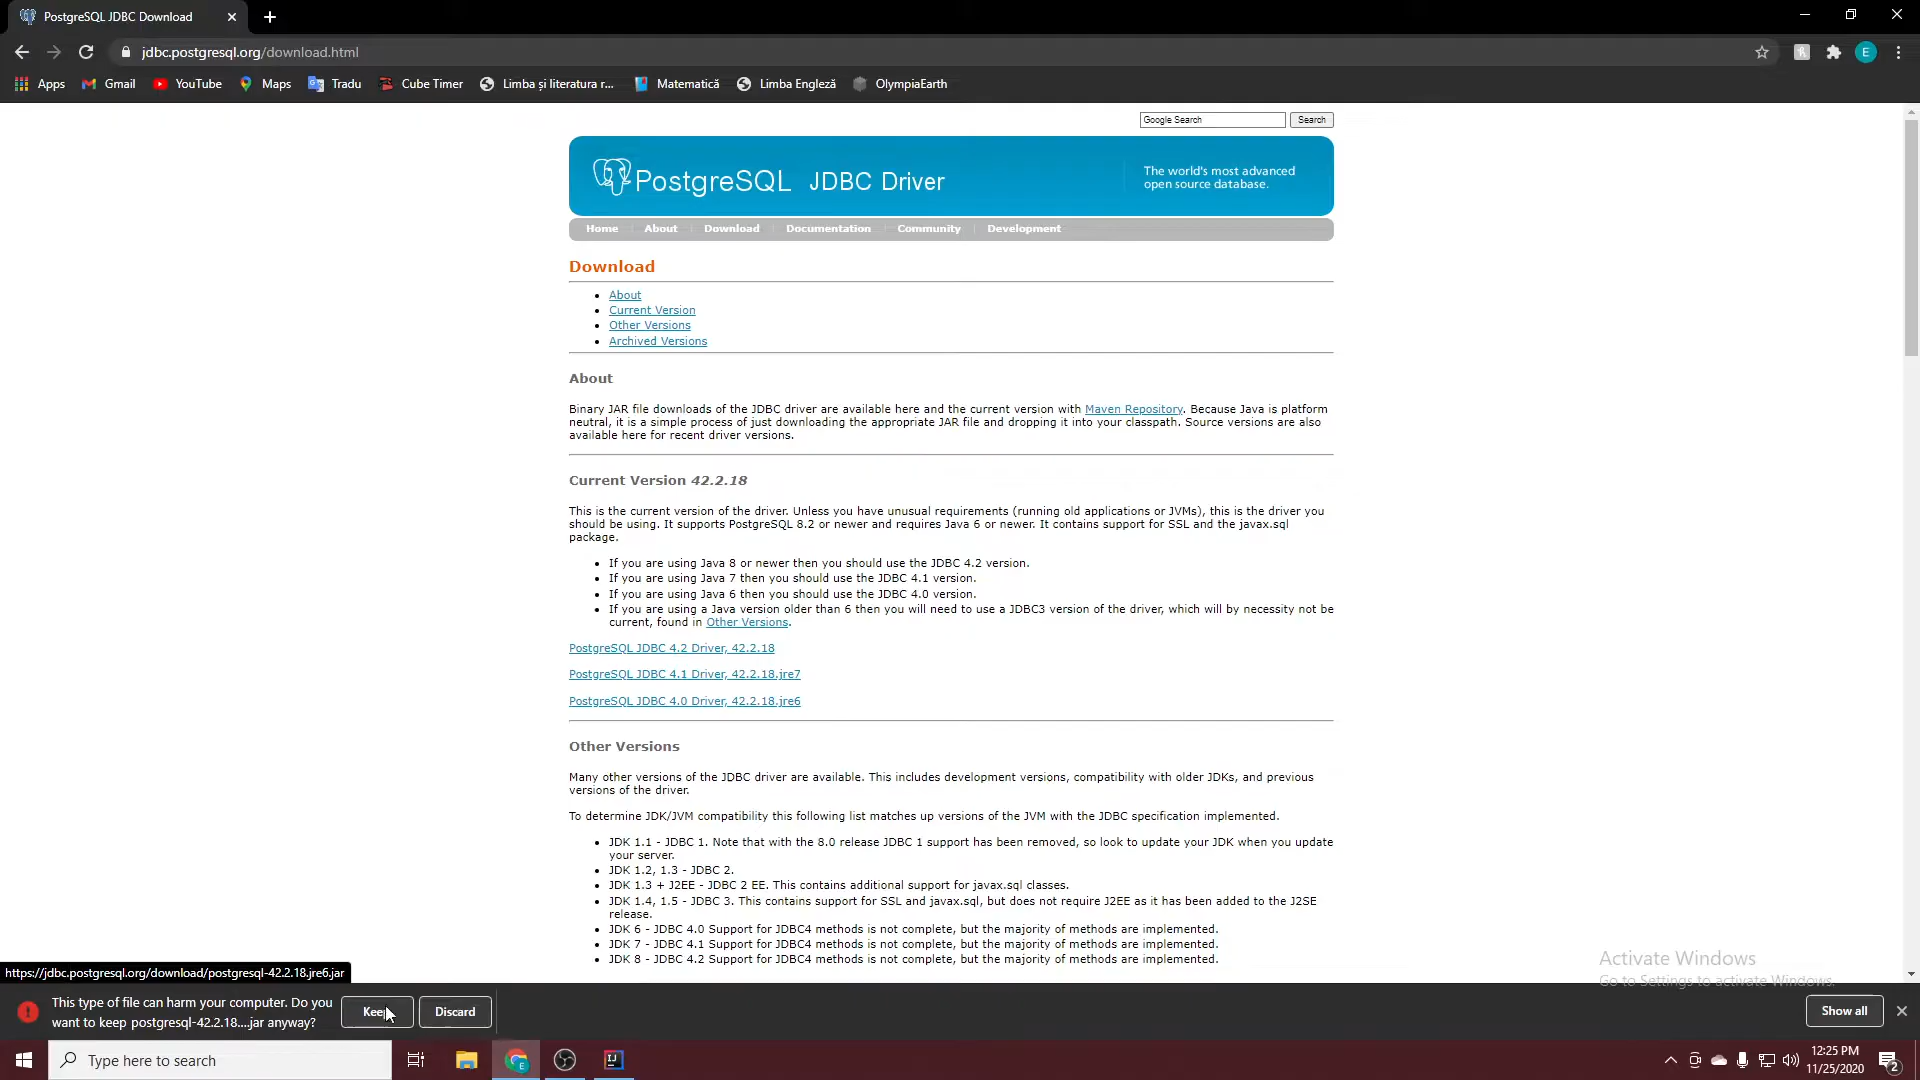 PostgreSQL JDBC Download
jdbc.postgresql.org/download.html
E
Apps
Gmail
YouTube
Maps
Tradu
Cube Timer
Limba și literatura r...
Matematică
Limba Engleză
OlympiaEarth
Google Search
Search
PostgreSQL JDBC Driver
The world's most advanced
open source database.
Home
About
Download
Documentation
Community
Development
Download
About
Current Version
Other Versions
Archived Versions
About
Binary JAR file downloads of the JDBC driver are available here and the current version with Maven Repository. Because Java is platform
neutral, it is a simple process of just downloading the appropriate JAR file and dropping it into your classpath. Source versions are also
available here for recent driver versions.
Current Version 42.2.18
This is the current version of the driver. Unless you have unusual requirements (running old applications or JVMs), this is the driver you
should be using. It supports PostgreSQL 8.2 or newer and requires Java 6 or newer. It contains support for SSL and the javax.sql
package.
If you are using Java 8 or newer then you should use the JDBC 4.2 version.
If you are using Java 7 then you should use the JDBC 4.1 version.
If you are using Java 6 then you should use the JDBC 4.0 version.
If you are using a Java version older than 6 then you will need to use a JDBC3 version of the driver, which will by necessity not be
current, found in Other Versions.
PostgreSQL JDBC 4.2 Driver, 42.2.18
PostgreSQL JDBC 4.1 Driver, 42.2.18.jre7
PostgreSQL JDBC 4.0 Driver, 42.2.18.jre6
Other Versions
Many other versions of the JDBC driver are available. This includes development versions, compatibility with older JDKs, and previous
versions of the driver.
To determine JDK/JVM compatibility this following list matches up versions of the JVM with the JDBC specification implemented.
JDK 1.1 - JDBC 1. Note that with the 8.0 release JDBC 1 support has been removed, so look to update your JDK when you update
your server.
JDK 1.2, 1.3 - JDBC 2.
JDK 1.3 + J2EE - JDBC 2 EE. This contains additional support for javax.sql classes.
JDK 1.4, 1.5 - JDBC 3. This contains support for SSL and javax.sql, but does not require J2EE as it has been added to the J2SE
release.
JDK 6 - JDBC 4.0 Support for JDBC4 methods is not complete, but the majority of methods are implemented.
JDK 7 - JDBC 4.1 Support for JDBC4 methods is not complete, but the majority of methods are implemented.
JDK 8 - JDBC 4.2 Support for JDBC4 methods is not complete, but the majority of methods are implemented.
Activate Windows
Go to Settings to activate Windows.
https://jdbc.postgresql.org/download/postgresql-42.2.18.jre6.jar
This type of file can harm your computer. Do you
want to keep postgresql-42.2.18....jar anyway?
Keep
Discard
Show all
Type here to search
E
IJ
12:25 PM
11/25/2020
2